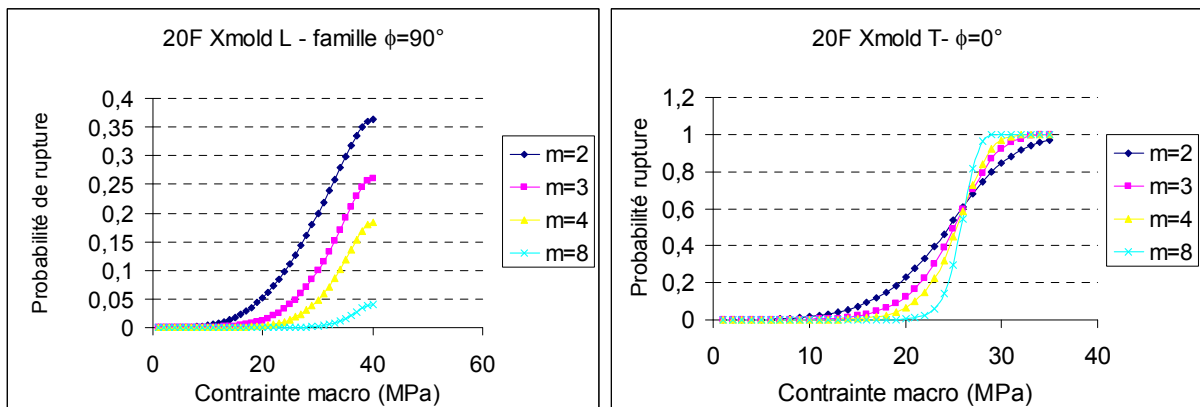 20F Xmold L - famille ϕ=90°
Probabilité de rupture
0,4
0,35
0,3
0,25
0,2
0,15
0,1
0,05
0
0 20 40 60
Contrainte macro (MPa)
m=2
m=3
m=4
m=8
20F Xmold T- ϕ=0°
Probabilité rupture
1,2
1
0,8
0,6
0,4
0,2
0
0 10 20 30 40
Contrainte macro (MPa)
m=2
m=3
m=4
m=8